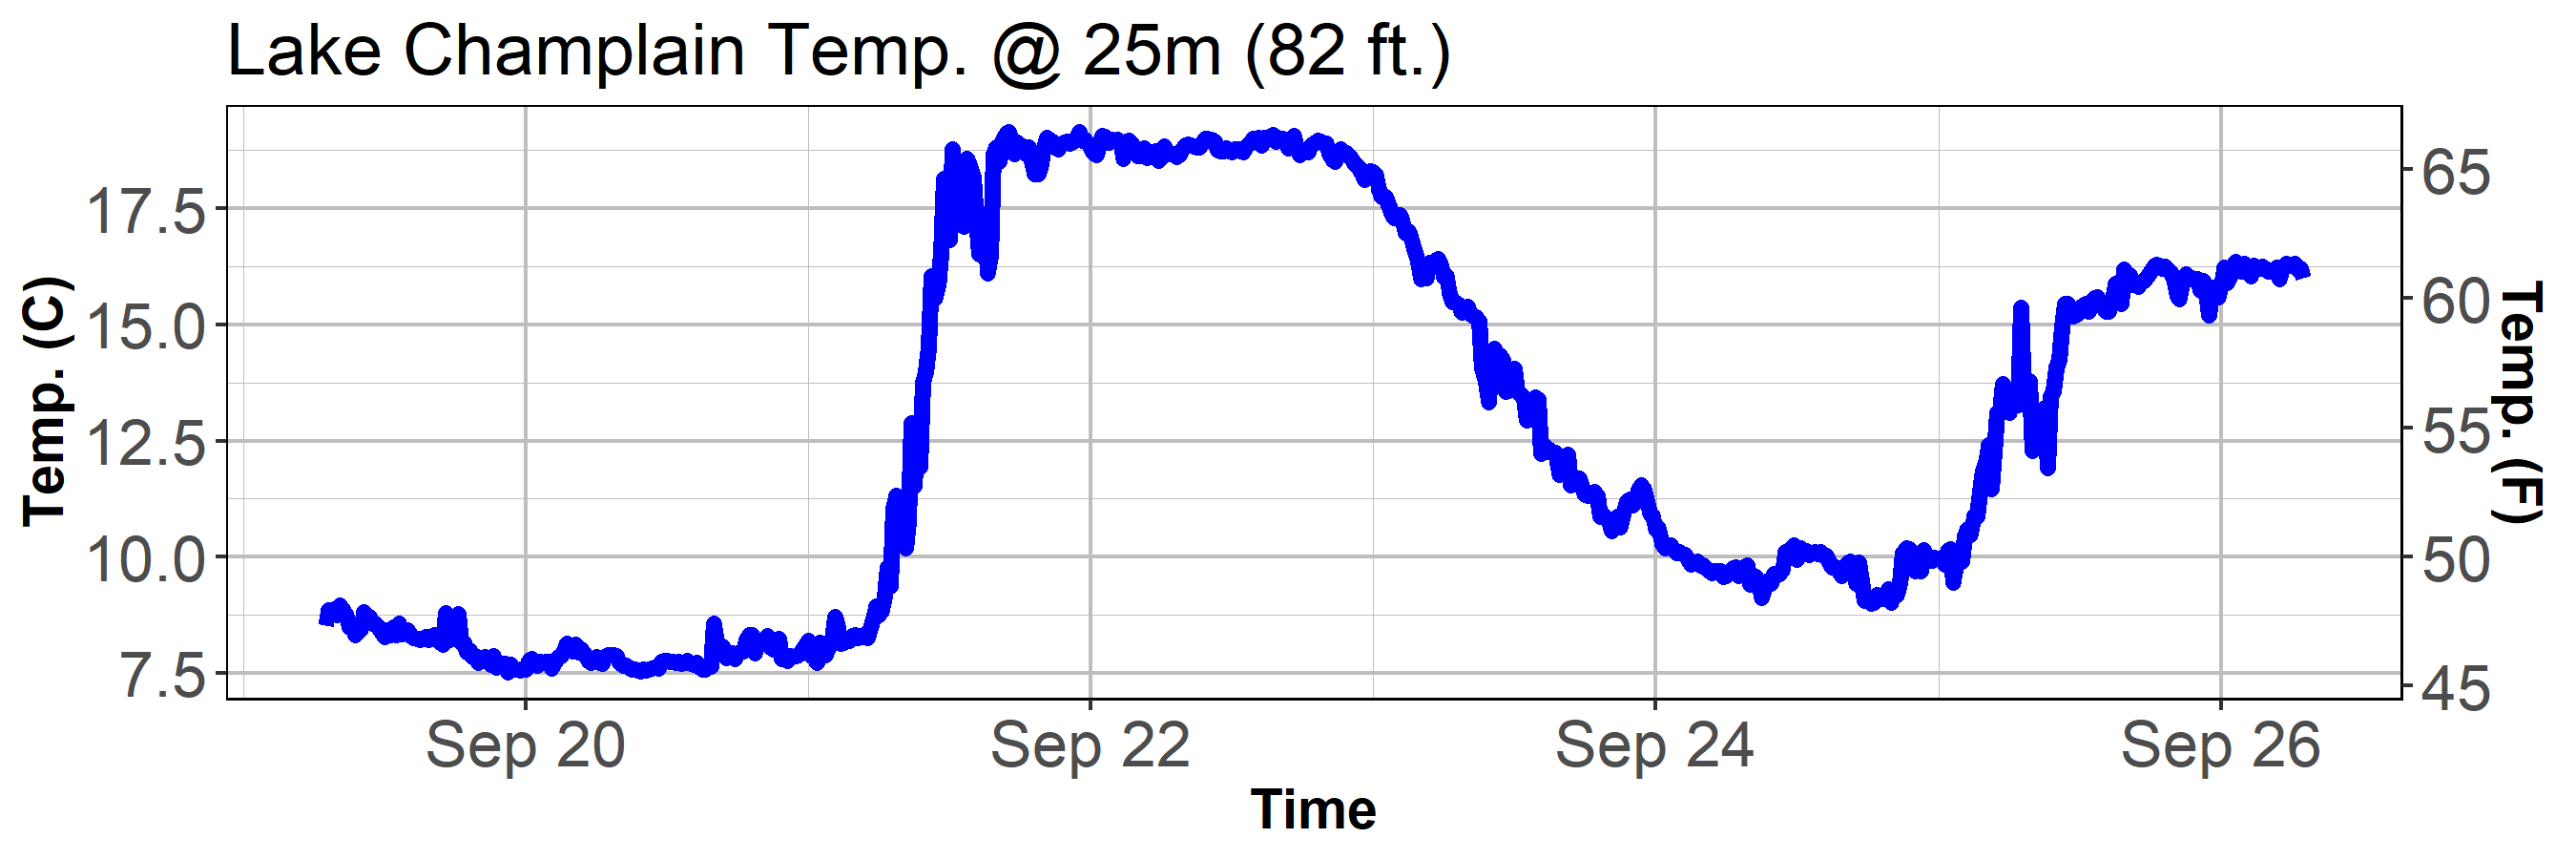 Lake Champlain Temp. @ 25m (82 ft.)
Temp. (C)
17.5
15.0
12.5
10.0
7.5
65
60
55
50
45
Temp. (F)
Sep 20 Sep 22 Sep 24 Sep 26
Time